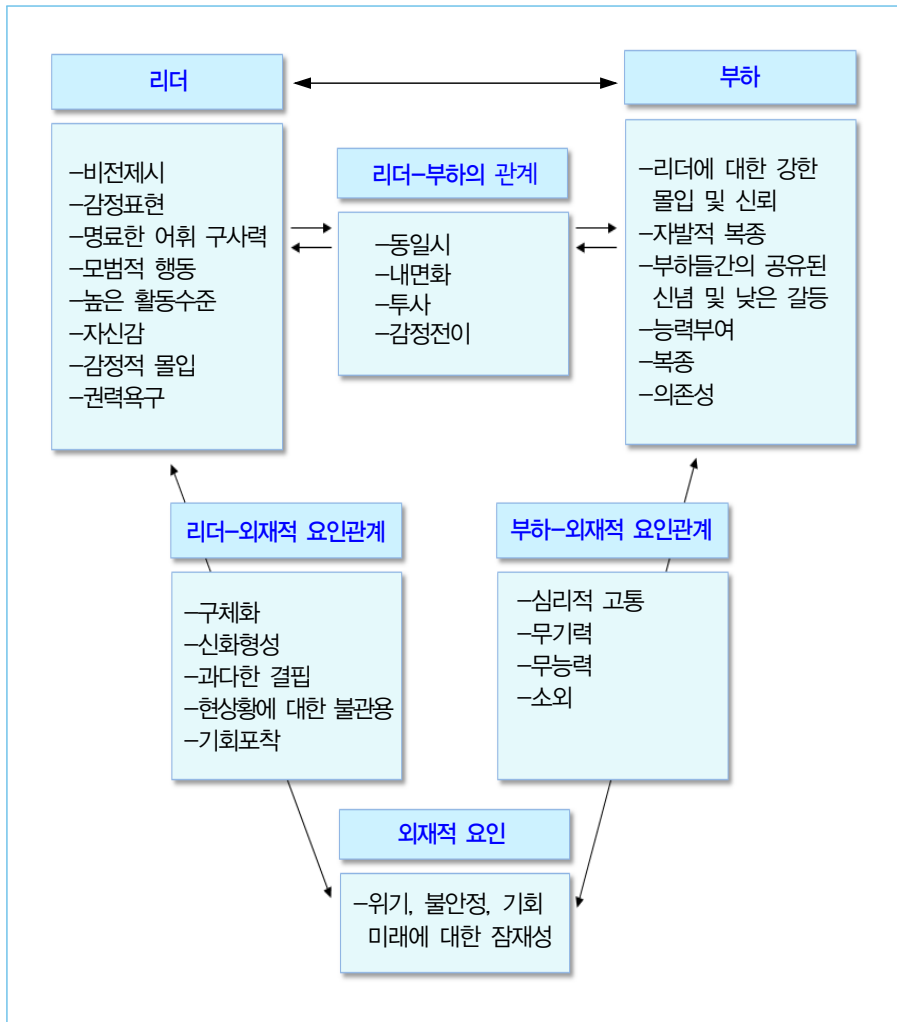 리더
부하
-비전제시
-감정표현
-명료한 어휘 구사력
-모범적 행동
-높은 활동수준
-자신감
-감정적 몰입
-권력욕구
리더-부하의 관계
-동일시
-내면화
-투사
-감정전이
-리더에 대한 강한
몰입 및 신뢰
-자발적 복종
-부하들간의 공유된
신념 및 낮은 갈등
-능력부여
-복종
-의존성
리더-외재적 요인관계
-구체화
-신화형성
-과다한 결핍
-현상황에 대한 불관용
-기회포착
부하-외재적 요인관계
-심리적 고통
-무기력
-무능력
-소외
외재적 요인
-위기, 불안정, 기회
미래에 대한 잠재성